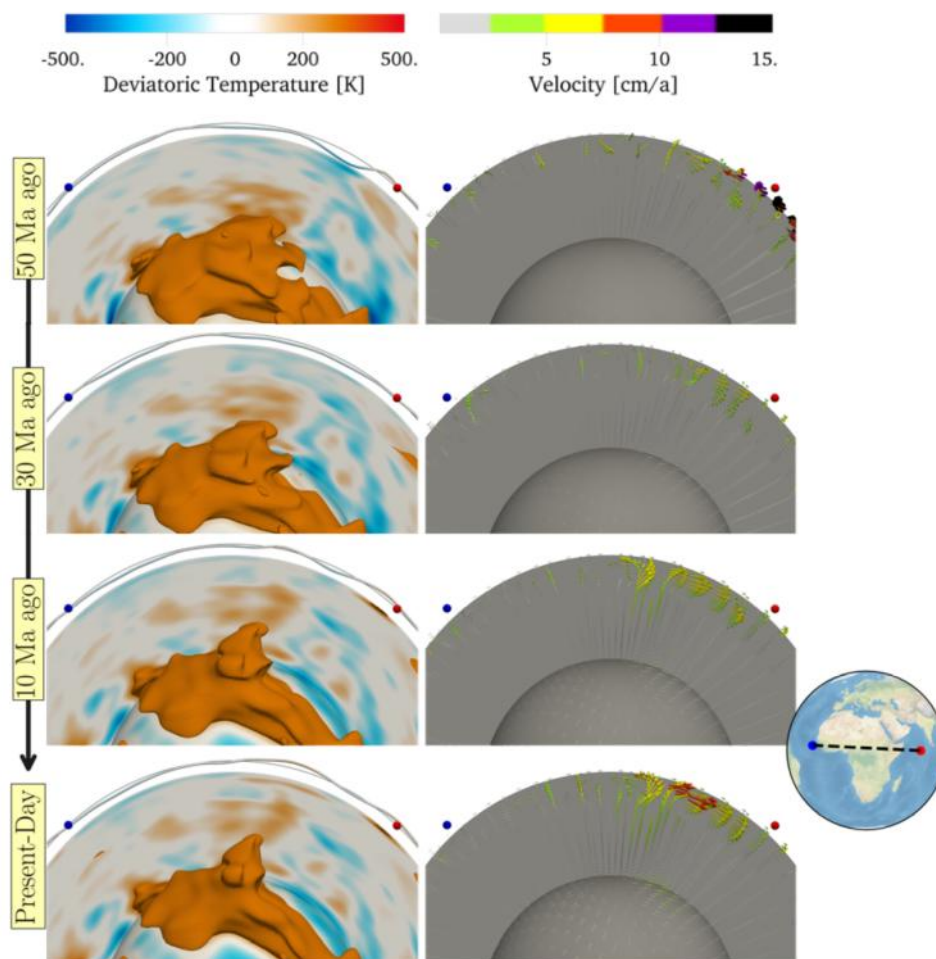 -500. -200 0 200 500.
Deviatoric Temperature [K]
5 10 15.
Velocity [cm/a]
50 Ma ago
30 Ma ago
10 Ma ago
Present-Day